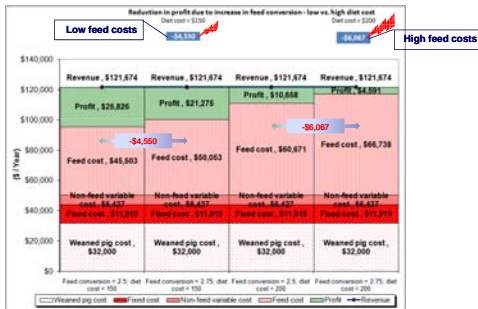 Reduction in profit due to increase in feed conversion - low vs. high diet cost
Diet cost = $150
Diet cost = $200
Low feed costs
-$4,550
-$6,067
High feed costs
$140,000
$120,000
$100,000
$80,000
$60,000
$40,000
$20,000
$0
($ / Year)
Revenue , $121,674
Revenue , $121,674
Revenue , $121,674
Revenue , $121,674
Profit , $25,826
Profit , $21,275
Profit , $10,658
Profit , $4,591
-$4,550
-$6,067
Feed cost , $45,503
Feed cost , $50,053
Feed cost , $60,671
Feed cost , $66,738
Non-feed variable
cost , $6,427
Non-feed variable
cost , $6,427
Non-feed variable
cost , $6,427
Non-feed variable
cost , $6,427
Fixed cost , $11,919
Fixed cost , $11,919
Fixed cost , $11,919
Fixed cost , $11,919
Weaned pig cost ,
$32,000
Weaned pig cost ,
$32,000
Weaned pig cost ,
$32,000
Weaned pig cost ,
$32,000
Feed conversion = 2.5; diet
cost = 150
Feed conversion = 2.75; diet
cost = 150
Feed conversion = 2.5; diet
cost = 200
Feed conversion = 2.75; diet
cost = 200
Weaned pig cost
Fixed cost
Non-feed variable cost
Feed cost
Profit
Revenue